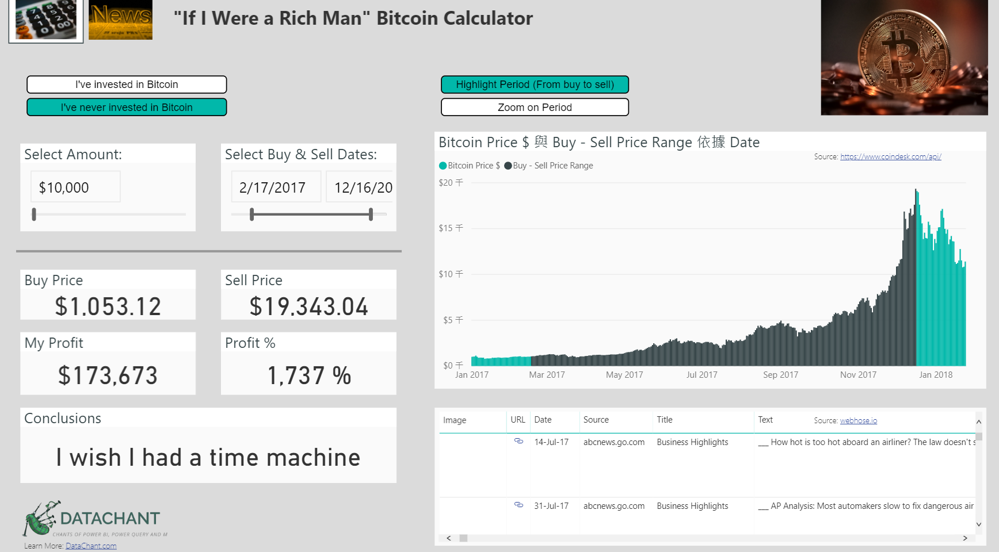 News
"If I Were a Rich Man" Bitcoin Calculator
I've invested in Bitcoin
I've never invested in Bitcoin
Highlight Period (From buy to sell)
Zoom on Period
Select Amount:
$10,000
Select Buy & Sell Dates:
2/17/2017
12/16/20
Buy Price
$1,053.12
Sell Price
$19,343.04
My Profit
$173,673
Profit %
1,737 %
Conclusions
I wish I had a time machine
DATACHANT
CHANTS OF POWER BI, POWER QUERY AND M
Learn More: DataChant.com
Bitcoin Price $ 與 Buy - Sell Price Range 依據 Date
Source: https://www.coindesk.com/api/
Bitcoin Price $ Buy - Sell Price Range
$20 千
$15 千
$10 千
$5 千
$0 千
Jan 2017 Mar 2017 May 2017 Jul 2017 Sep 2017 Nov 2017 Jan 2018
Image URL Date Source Title Text Source: webhose.io
14-Jul-17 abcnews.go.com Business Highlights ___ How hot is too hot aboard an airliner? The law doesn't s
31-Jul-17 abcnews.go.com Business Highlights ___ AP Analysis: Most automakers slow to fix dangerous air